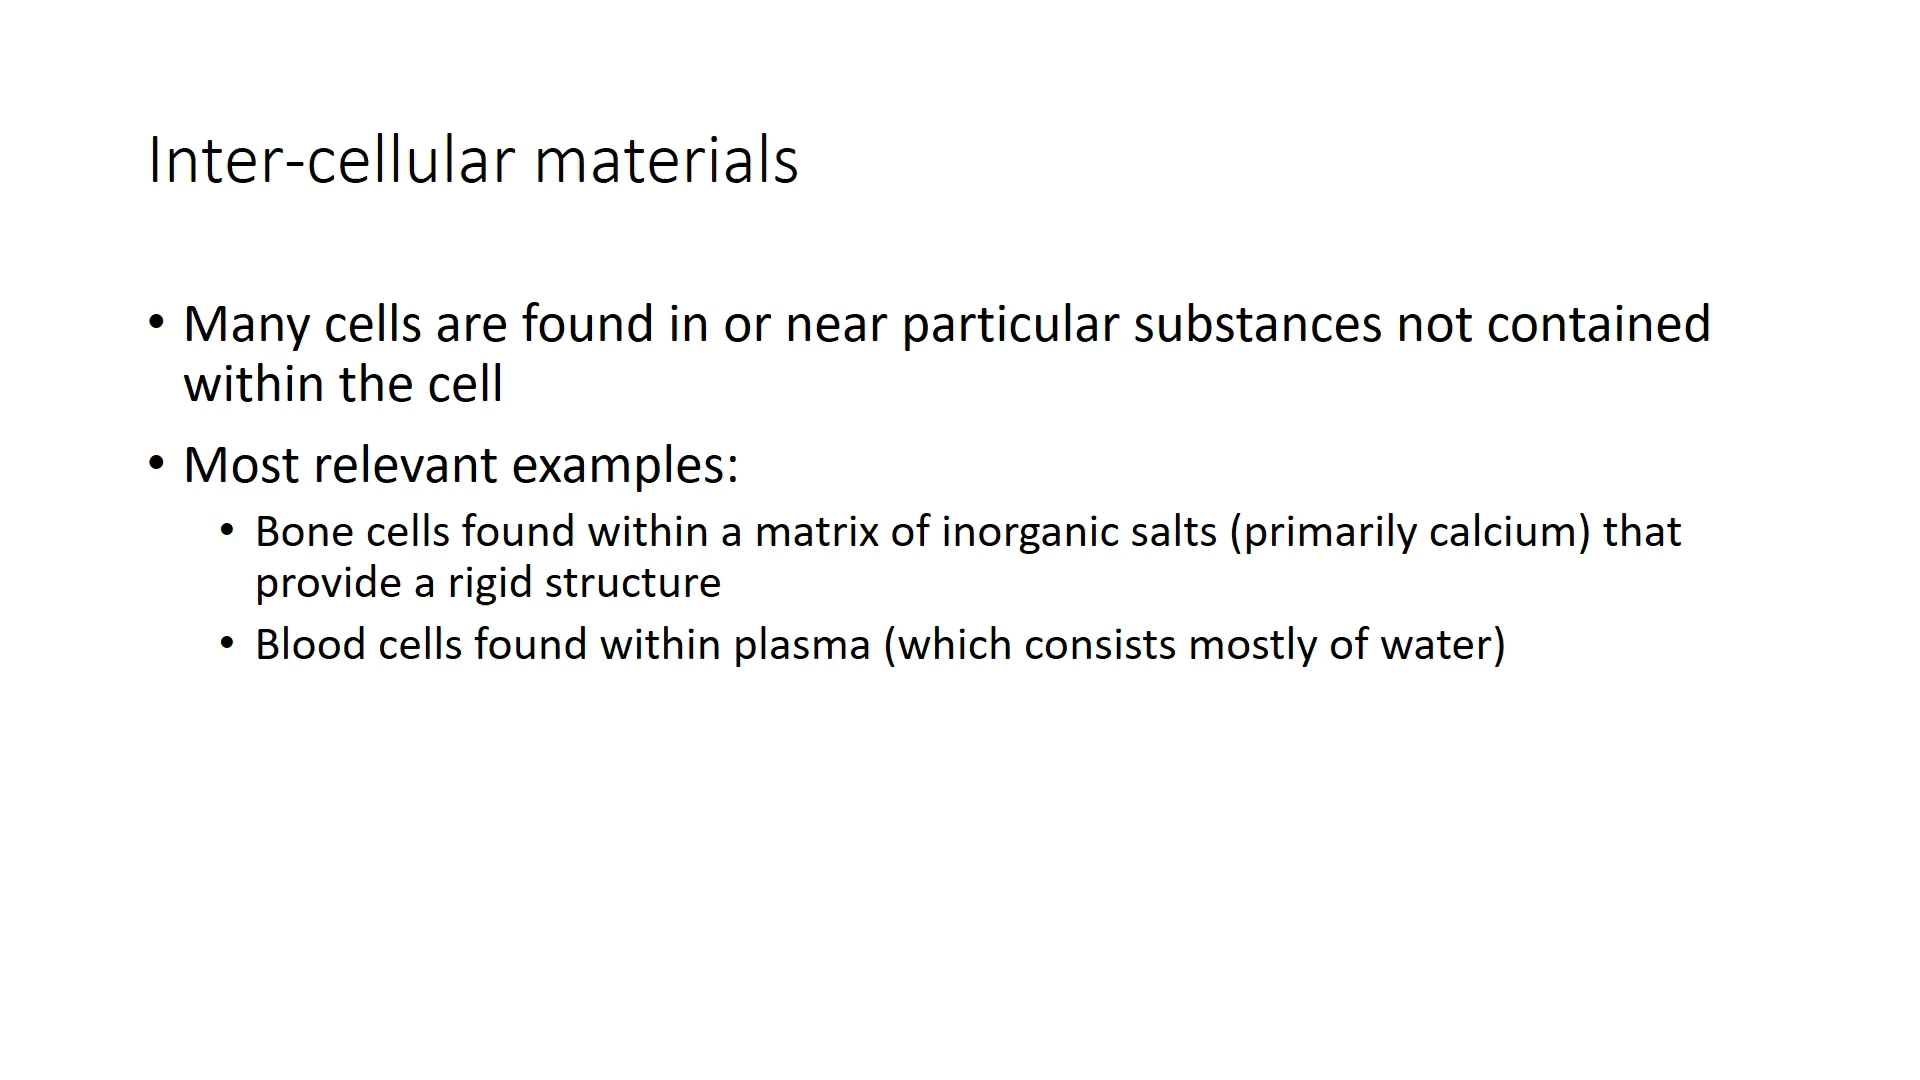 Inter-cellular materials
• Many cells are found in or near particular substances not contained
within the cell
• Most relevant examples:
• Bone cells found within a matrix of inorganic salts (primarily calcium) that
provide a rigid structure
• Blood cells found within plasma (which consists mostly of water)